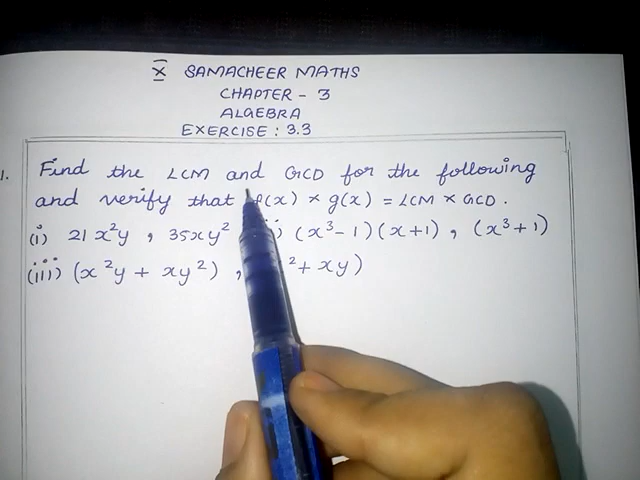 X SAMACHEER MATHS
CHAPTER - 3
ALGEBRA
EXERCISE : 3.3
1. Find the LCM and GCD for the following
and verify that (x) × g(x) = LCM × GCD.
(i) 21x²y , 35xy² ) (x³-1)(x+1) , (x³+1)
(iii) (x²y + xy²) , ² + xy)